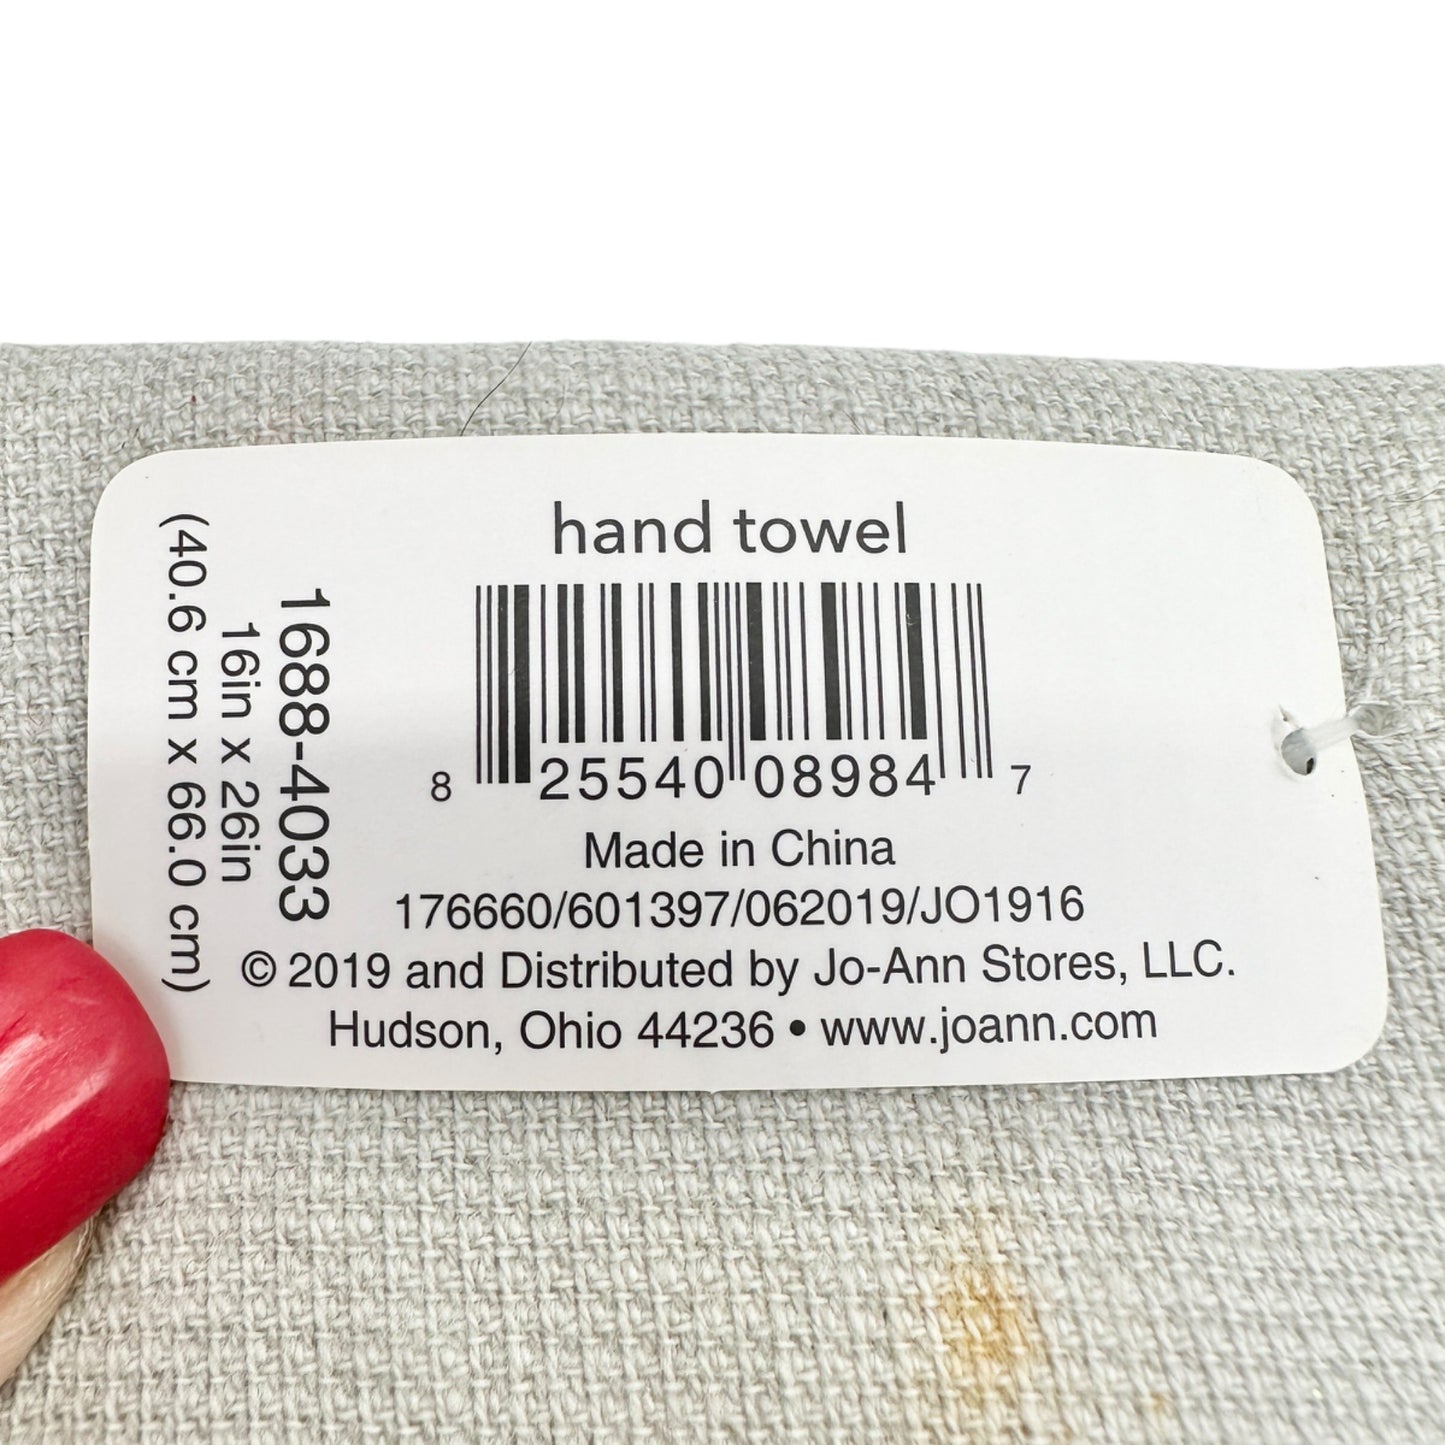 hand towel
8 25540 08984 7
Made in China
176660/601397/062019/JO1916
© 2019 and Distributed by Jo-Ann Stores, LLC.
Hudson, Ohio 44236 • www.joann.com
1688-4033
16in x 26in
(40.6 cm x 66.0 cm)